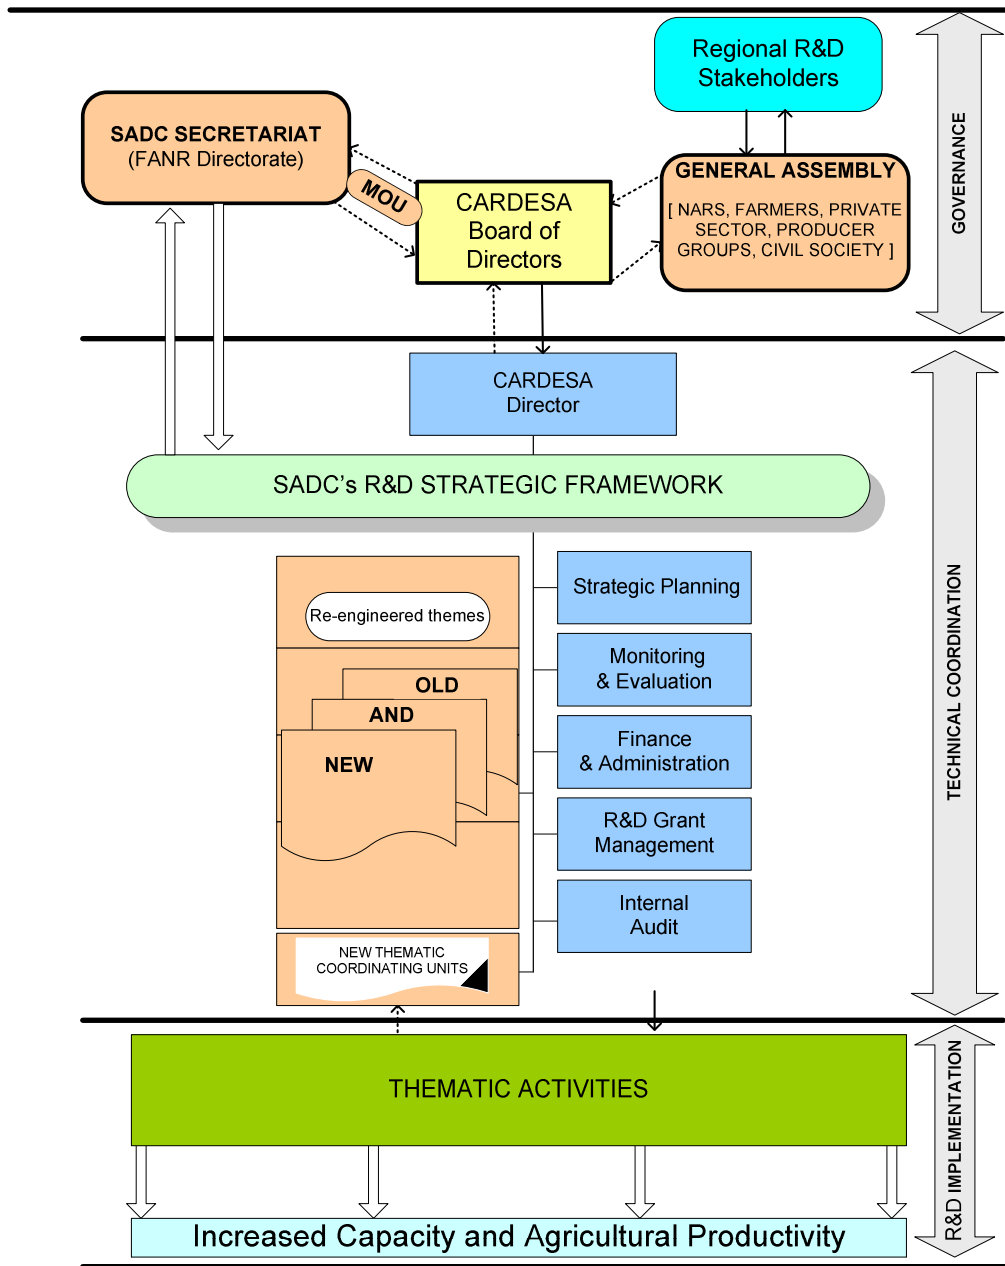 Regional R&D
Stakeholders
SADC SECRETARIAT
(FANR Directorate)
MOU
CARDESA
Board of
Directors
GENERAL ASSEMBLY
[ NARS, FARMERS, PRIVATE
SECTOR, PRODUCER
GROUPS, CIVIL SOCIETY ]
GOVERNANCE
CARDESA
Director
SADC's R&D STRATEGIC FRAMEWORK
Re-engineered themes
OLD
AND
NEW
NEW THEMATIC
COORDINATING UNITS
Strategic Planning
Monitoring
& Evaluation
Finance
& Administration
R&D Grant
Management
Internal
Audit
TECHNICAL COORDINATION
THEMATIC ACTIVITIES
Increased Capacity and Agricultural Productivity
R&D IMPLEMENTATION